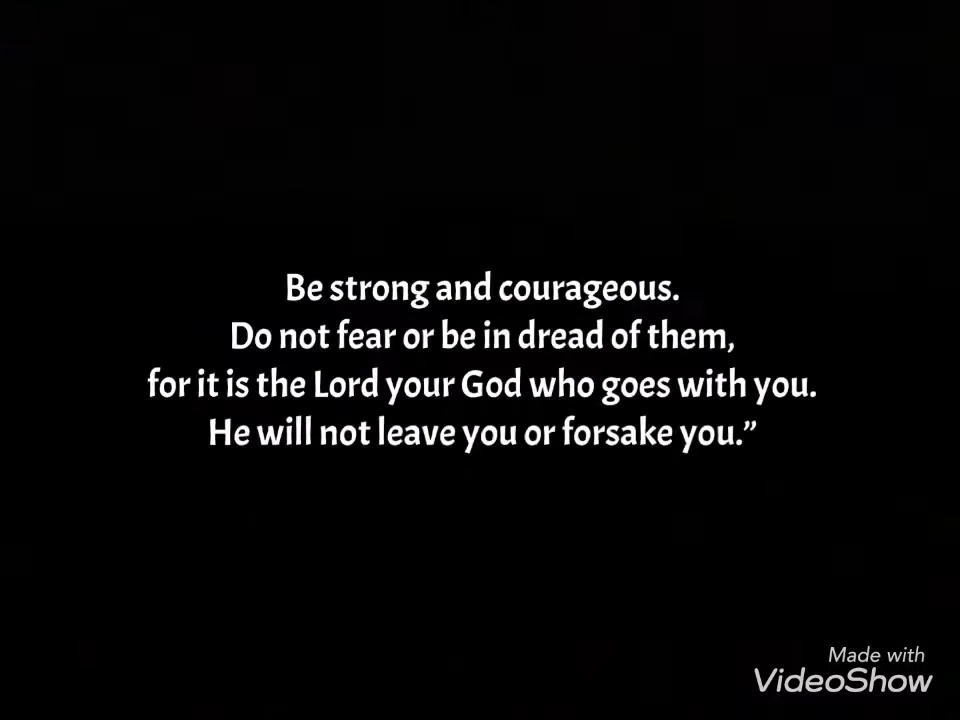 Be strong and courageous.
Do not fear or be in dread of them,
for it is the Lord your God who goes with you.
He will not leave you or forsake you.”
Made with
VideoShow